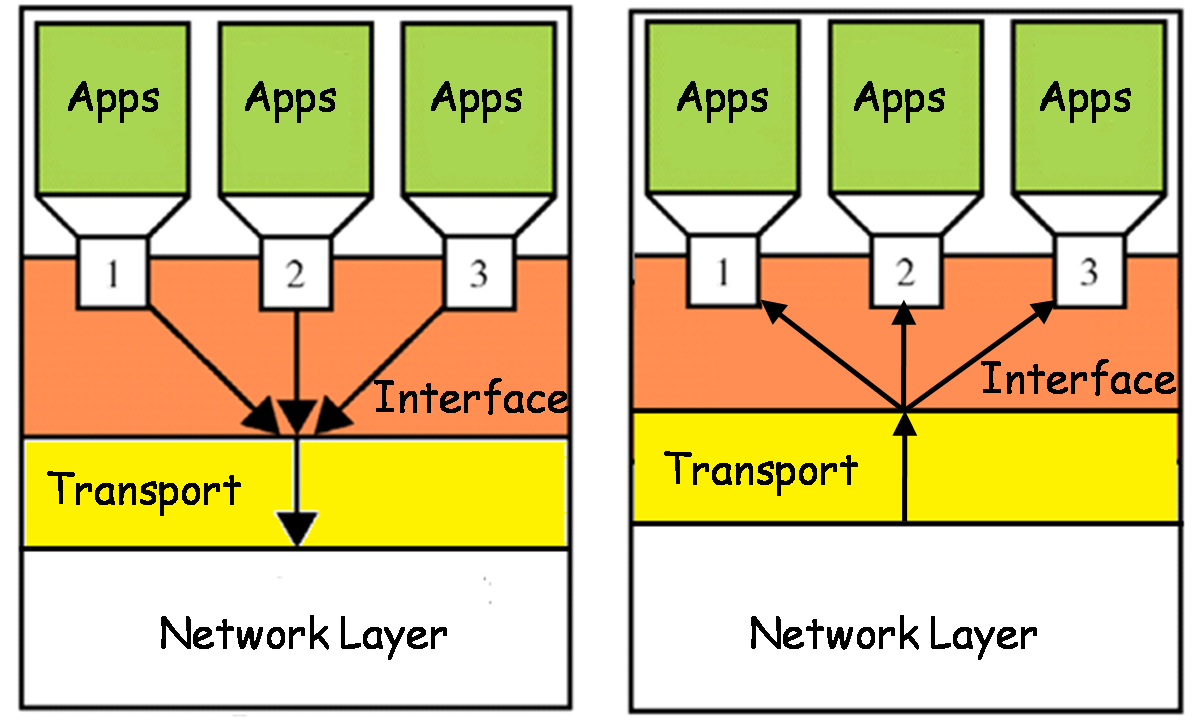 Apps Apps Apps
1 2 3
Interface
Transport
Network Layer
Apps Apps Apps
1 2 3
Interface
Transport
Network Layer